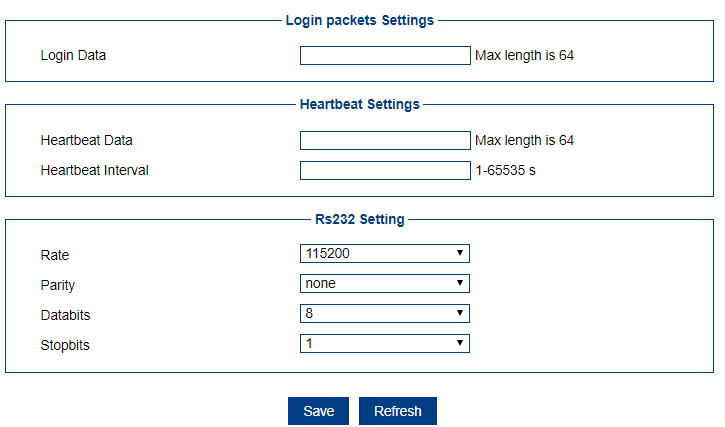 Login packets Settings
Login Data Max length is 64
Heartbeat Settings
Heartbeat Data Max length is 64
Heartbeat Interval 1-65535 s
Rs232 Setting
Rate 115200
Parity none
Databits 8
Stopbits 1
Save Refresh